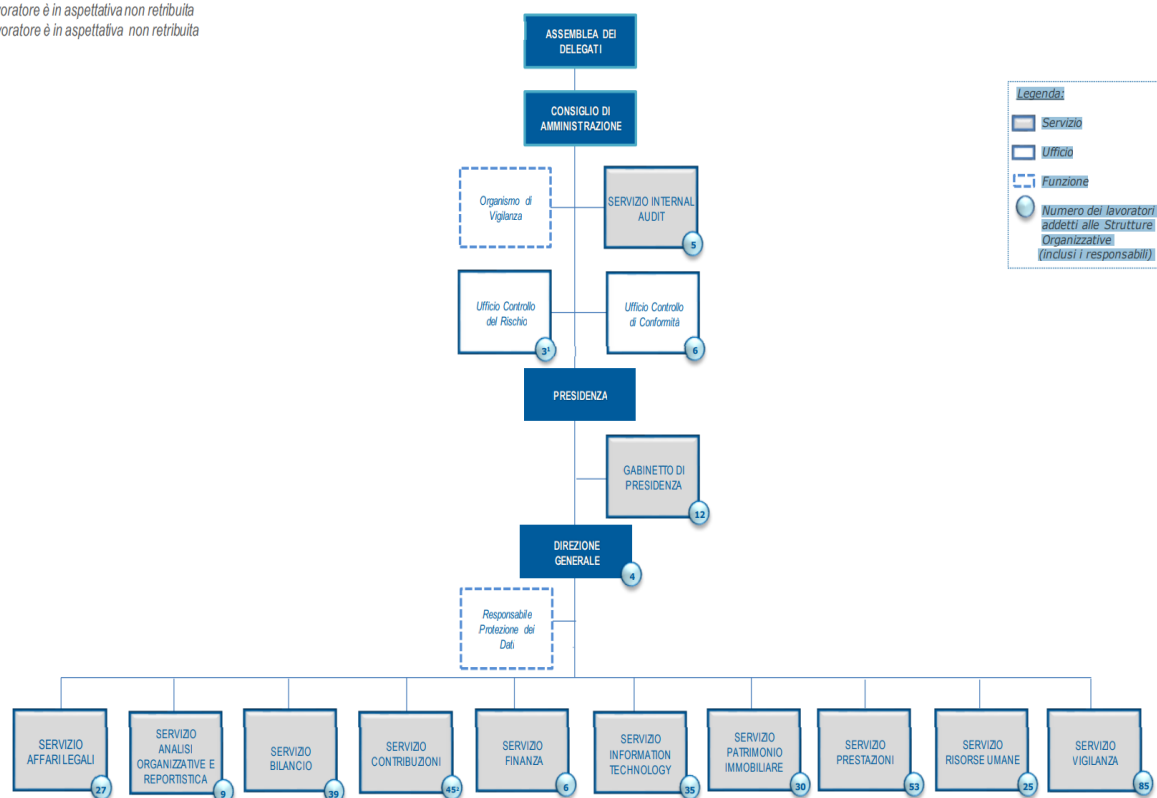 voratore è in aspettativa non retribuita
voratore è in aspettativa non retribuita
ASSEMBLEA DEI
DELEGATI
CONSIGLIO DI
AMMINISTRAZIONE
Legenda:
Servizio
Ufficio
Funzione
Numero dei lavoratori
addetti alle Strutture
Organizzative
(inclusi i responsabili)
Organismo di
Vigilanza
SERVIZIO INTERNAL
AUDIT
5
Ufficio Controllo
del Rischio
3¹
Ufficio Controllo
di Conformità
6
PRESIDENZA
GABINETTO DI
PRESIDENZA
12
DIREZIONE
GENERALE
4
Responsabile
Protezione dei
Dati
SERVIZIO
AFFARI LEGALI
27
SERVIZIO
ANALISI
ORGANIZZATIVE E
REPORTISTICA
9
SERVIZIO
BILANCIO
39
SERVIZIO
CONTRIBUZIONI
45²
SERVIZIO
FINANZA
6
SERVIZIO
INFORMATION
TECHNOLOGY
35
SERVIZIO
PATRIMONIO
IMMOBILIARE
30
SERVIZIO
PRESTAZIONI
53
SERVIZIO
RISORSE UMANE
25
SERVIZIO
VIGILANZA
85